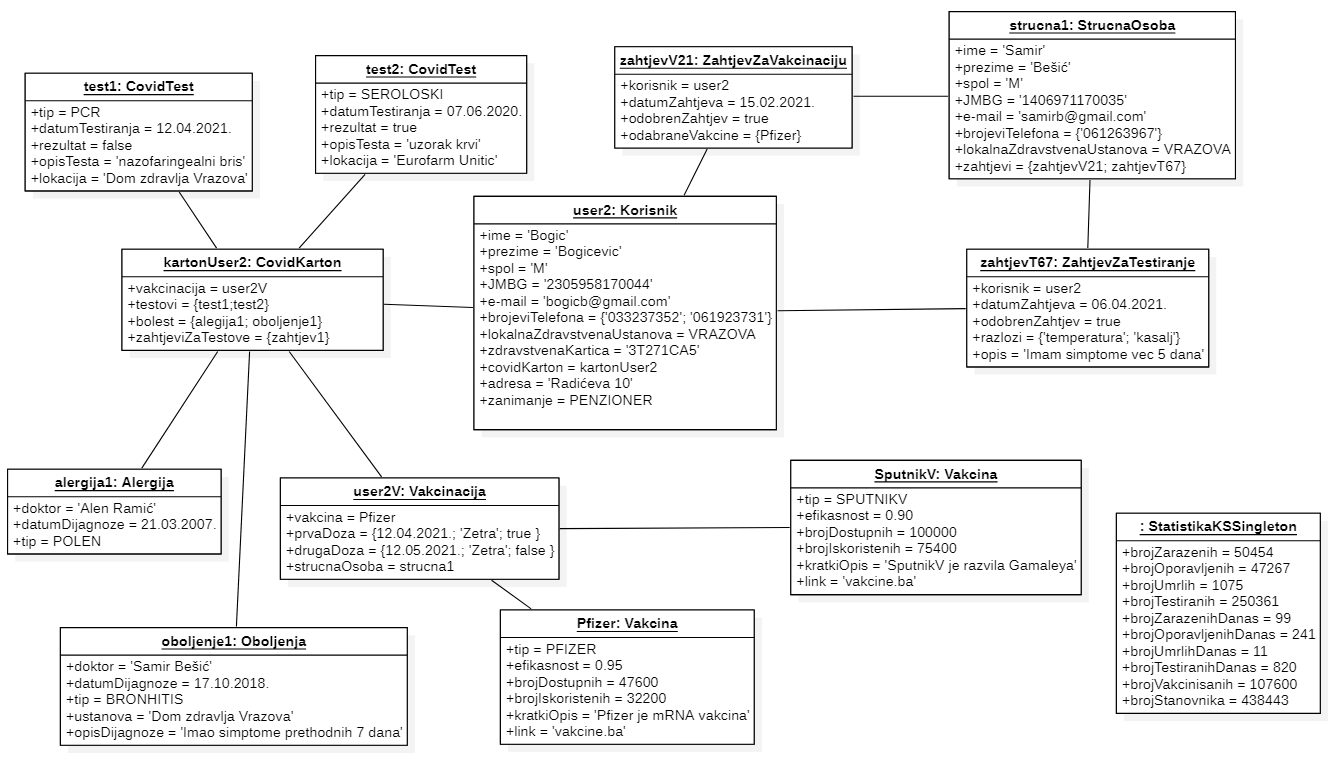 test1: CovidTest
+tip = PCR
+datumTestiranja = 12.04.2021.
+rezultat = false
+opisTesta = 'nazofaringealni bris'
+lokacija = 'Dom zdravlja Vrazova'
test2: CovidTest
+tip = SEROLOSKI
+datumTestiranja = 07.06.2020.
+rezultat = true
+opisTesta = 'uzorak krvi'
+lokacija = 'Eurofarm Unitic'
zahtjevV21: ZahtjevZaVakcinaciju
+korisnik = user2
+datumZahtjeva = 15.02.2021.
+odobrenZahtjev = true
+odabraneVakcine = {Pfizer}
strucna1: StrucnaOsoba
+ime = 'Samir'
+prezime = 'Bešić'
+spol = 'M'
+JMBG = '1406971170035'
+e-mail = 'samirb@gmail.com'
+brojeviTelefona = {'061263967'}
+lokalnaZdravstvenaUstanova = VRAZOVA
+zahtjevi = {zahtjevV21; zahtjevT67}
kartonUser2: CovidKarton
+vakcinacija = user2V
+testovi = {test1;test2}
+bolest = {alegija1; oboljenje1}
+zahtjeviZaTestove = {zahtjev1}
user2: Korisnik
+ime = 'Bogic'
+prezime = 'Bogicevic'
+spol = 'M'
+JMBG = '2305958170044'
+e-mail = 'bogicb@gmail.com'
+brojeviTelefona = {'033237352'; '061923731'}
+lokalnaZdravstvenaUstanova = VRAZOVA
+zdravstvenaKartica = '3T271CA5'
+covidKarton = kartonUser2
+adresa = 'Radićeva 10'
+zanimanje = PENZIONER
zahtjevT67: ZahtjevZaTestiranje
+korisnik = user2
+datumZahtjeva = 06.04.2021.
+odobrenZahtjev = true
+razlozi = {'temperatura'; 'kasalj'}
+opis = 'Imam simptome vec 5 dana'
alergija1: Alergija
+doktor = 'Alen Ramić'
+datumDijagnoze = 21.03.2007.
+tip = POLEN
user2V: Vakcinacija
+vakcina = Pfizer
+prvaDoza = {12.04.2021.; 'Zetra'; true }
+drugaDoza = {12.05.2021.; 'Zetra'; false }
+strucnaOsoba = strucna1
SputnikV: Vakcina
+tip = SPUTNIKV
+efikasnost = 0.90
+brojDostupnih = 100000
+brojIskoristenih = 75400
+kratkiOpis = 'SputnikV je razvila Gamaleya'
+link = 'vakcine.ba'
: StatistikaKSSingleton
+brojZarazenih = 50454
+brojOporavljenih = 47267
+brojUmrlih = 1075
+brojTestiranih = 250361
+brojZarazenihDanas = 99
+brojOporavljenihDanas = 241
+brojUmrlihDanas = 11
+brojTestiranihDanas = 820
+brojVakcinisanih = 107600
+brojStanovnika = 438443
oboljenje1: Oboljenja
+doktor = 'Samir Bešić'
+datumDijagnoze = 17.10.2018.
+tip = BRONHITIS
+ustanova = 'Dom zdravlja Vrazova'
+opisDijagnoze = 'Imao simptome prethodnih 7 dana'
Pfizer: Vakcina
+tip = PFIZER
+efikasnost = 0.95
+brojDostupnih = 47600
+brojIskoristenih = 32200
+kratkiOpis = 'Pfizer je mRNA vakcina'
+link = 'vakcine.ba'